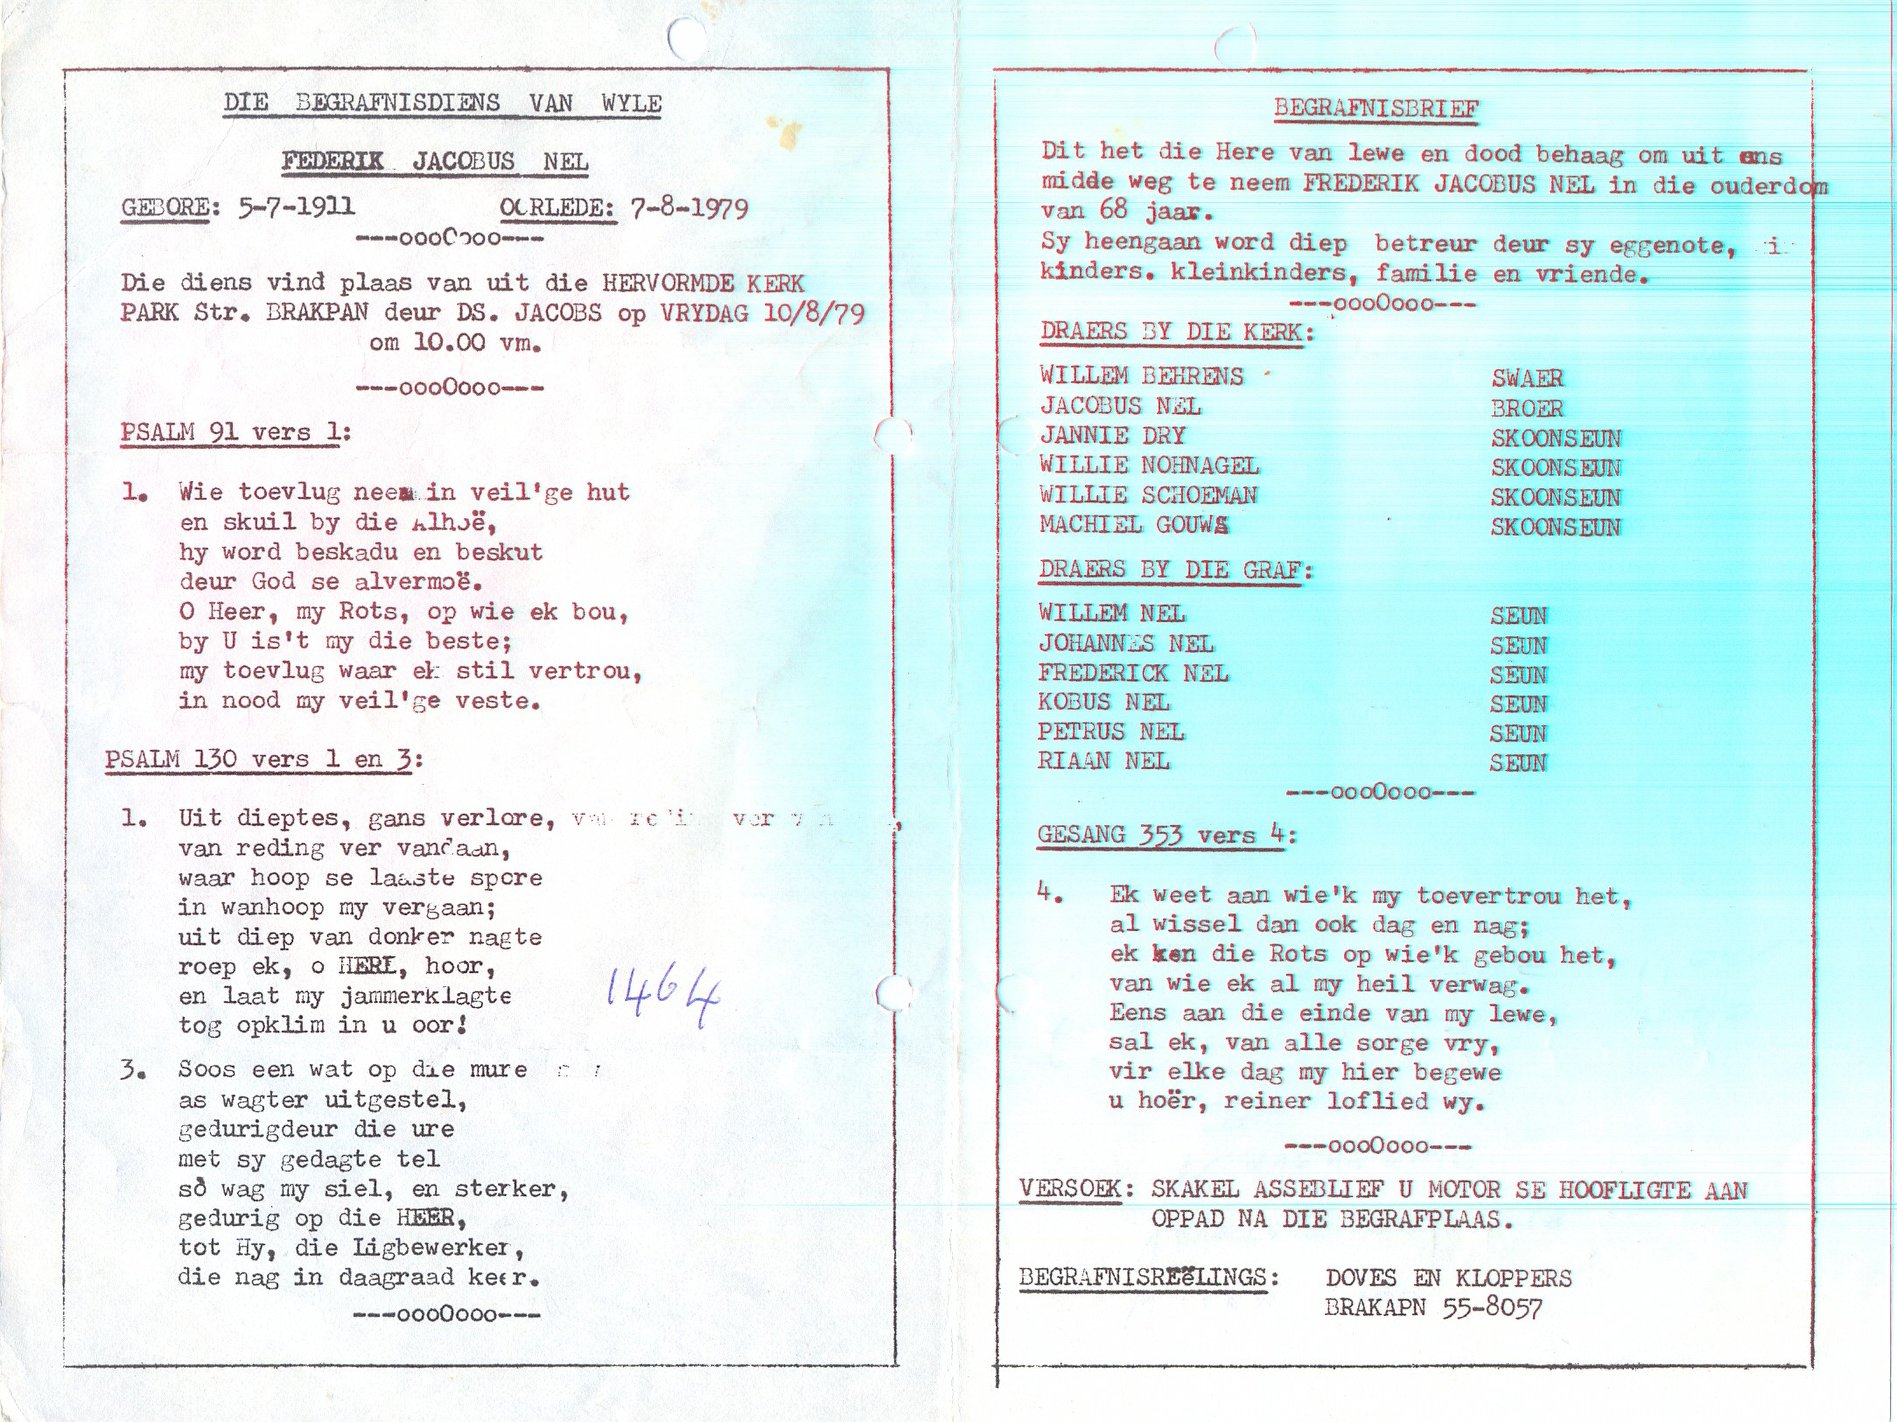 DIE BEGRAFNISDIENS VAN WYLE
FEDERIK JACOBUS NEL
GEBORE: 5-7-1911 OORLEDE: 7-8-1979
---oooOooo---
Die diens vind plaas van uit die HERVORMDE KERK
PARK Str. BRAKPAN deur DS. JACOBS op VRYDAG 10/8/79
om 10.00 vm.
---oooOooo---
PSALM 91 vers 1:
1. Wie toevlug neem in veil'ge hut
en skuil by die Alhoë,
hy word beskadu en beskut
deur God se alvermoë.
O Heer, my Rots, op wie ek bou,
by U is't my die beste;
my toevlug waar ek stil vertrou,
in nood my veil'ge veste.
PSALM 130 vers 1 en 3:
1. Uit dieptes, gans verlore,
van reding ver vandaan,
waar hoop se laaste spore
in wanhoop my vergaan;
uit diep van donker nagte
roep ek, o HERE, hoor,
en laat my jammerklagte
tog opklim in u oor!
1464
3. Soos een wat op die mure
as wagter uitgestel,
gedurigdeur die ure
met sy gedagte tel
sò wag my siel, en sterker,
gedurig op die HEER,
tot Hy, die Ligbewerker,
die nag in daagraad keer.
---oooOooo---
BEGRAFNISBRIEF
Dit het die Here van lewe en dood behaag om uit ons
midde weg te neem FREDERIK JACOBUS NEL in die ouderdom
van 68 jaar.
Sy heengaan word diep betreur deur sy eggenote,
kinders. kleinkinders, familie en vriende.
---oooOooo---
DRAERS BY DIE KERK:
WILLEM BEHRENS SWAER
JACOBUS NEL BROER
JANNIE DRY SKOONSEUN
WILLIE NOHNAGEL SKOONSEUN
WILLIE SCHOEMAN SKOONSEUN
MACHIEL GOUWS SKOONSEUN
DRAERS BY DIE GRAF:
WILLEM NEL SEUN
JOHANNES NEL SEUN
FREDERICK NEL SEUN
KOBUS NEL SEUN
PETRUS NEL SEUN
RIAAN NEL SEUN
---oooOooo---
GESANG 353 vers 4:
4. Ek weet aan wie'k my toevertrou het,
al wissel dan ook dag en nag;
ek ken die Rots op wie'k gebou het,
van wie ek al my heil verwag.
Eens aan die einde van my lewe,
sal ek, van alle sorge vry,
vir elke dag my hier begewe
u hoër, reiner loflied wy.
---oooOooo---
VERSOEK: SKAKEL ASSEBLIEF U MOTOR SE HOOFLIGTE AAN
OPPAD NA DIE BEGRAFPLAAS.
BEGRAFNISREëLINGS: DOVES EN KLOPPERS
BRAKAPN 55-8057